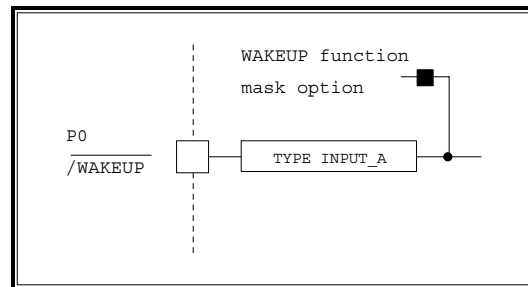 WAKEUP function
mask option
P0
/WAKEUP
TYPE INPUT_A